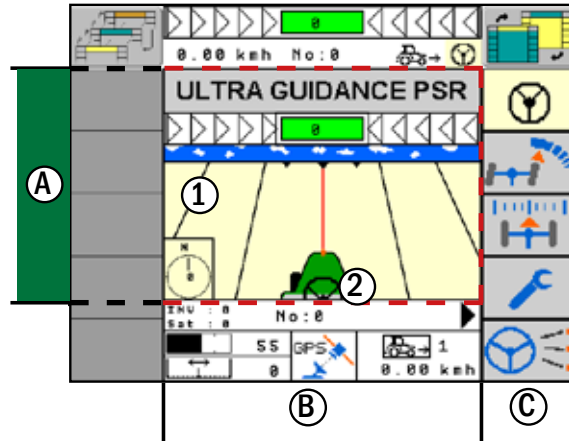 0
0.00 kmh No:0
ULTRA GUIDANCE PSR
0
A
1
N
0
2
INV : 0
Sat : 0
No:0
55
GPS
1
0
0.00 kmh
B
C